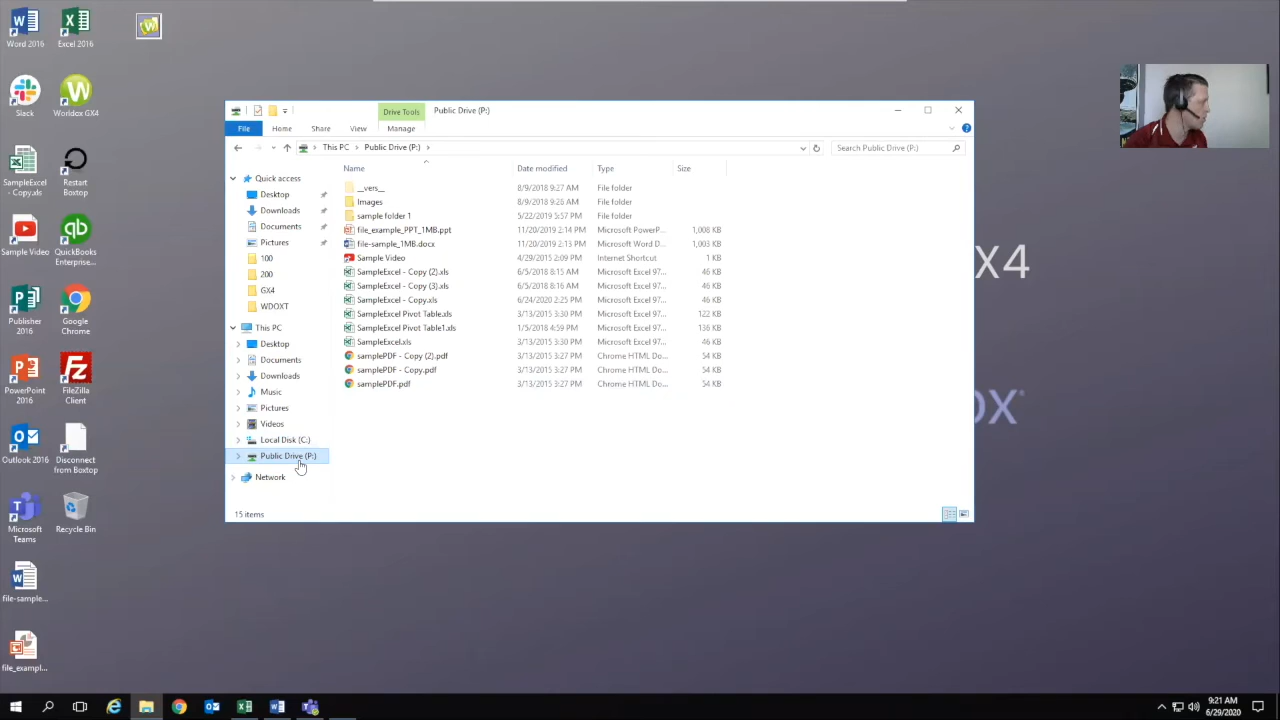 Word 2016
Excel 2016
Slack
Worldox GX4
SampleExcel - Copy.xls
Restart Boxtop
Sample Video
QuickBooks Enterprise...
Publisher 2016
Google Chrome
PowerPoint 2016
FileZilla Client
Outlook 2016
Disconnect from Boxtop
Microsoft Teams
Recycle Bin
file-sample...
file_exampl...
Drive Tools
Public Drive (P:)
File
Home
Share
View
Manage
This PC
Public Drive (P:)
Search Public Drive (P:)
Quick access
Desktop
Downloads
Documents
Pictures
100
200
GX4
WDOXT
This PC
Desktop
Documents
Downloads
Music
Pictures
Videos
Local Disk (C:)
Public Drive (P:)
Network
Name Date modified Type Size
__vers__ 8/9/2018 9:27 AM File folder
Images 8/9/2018 9:26 AM File folder
sample folder 1 5/22/2019 5:57 PM File folder
file_example_PPT_1MB.ppt 11/20/2019 2:14 PM Microsoft PowerP... 1,008 KB
file-sample_1MB.docx 11/20/2019 2:13 PM Microsoft Word D... 1,003 KB
Sample Video 4/29/2015 2:09 PM Internet Shortcut 1 KB
SampleExcel - Copy (2).xls 6/5/2018 8:15 AM Microsoft Excel 97... 46 KB
SampleExcel - Copy (3).xls 6/5/2018 8:16 AM Microsoft Excel 97... 46 KB
SampleExcel - Copy.xls 6/24/2020 2:25 PM Microsoft Excel 97... 46 KB
SampleExcel Pivot Table.xls 3/13/2015 3:30 PM Microsoft Excel 97... 122 KB
SampleExcel Pivot Table1.xls 1/5/2018 4:59 PM Microsoft Excel 97... 136 KB
SampleExcel.xls 3/13/2015 3:30 PM Microsoft Excel 97... 46 KB
samplePDF - Copy (2).pdf 3/13/2015 3:27 PM Chrome HTML Do... 54 KB
samplePDF - Copy.pdf 3/13/2015 3:27 PM Chrome HTML Do... 54 KB
samplePDF.pdf 3/13/2015 3:27 PM Chrome HTML Do... 54 KB
15 items
GX4
OX®
9:21 AM
6/29/2020